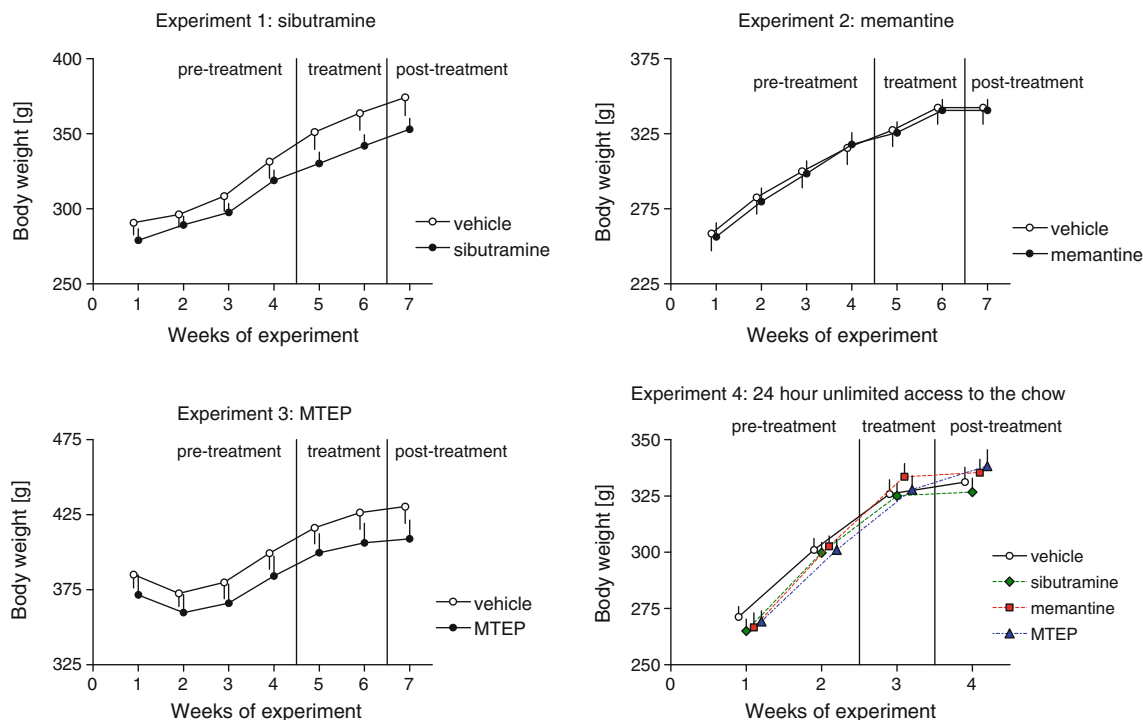 Experiment 1: sibutramine
400
350
300
250
Body weight [g]
pre-treatment treatment post-treatment
vehicle
sibutramine
0 1 2 3 4 5 6 7
Weeks of experiment
Experiment 2: memantine
375
325
275
225
Body weight [g]
pre-treatment treatment post-treatment
vehicle
memantine
0 1 2 3 4 5 6 7
Weeks of experiment
Experiment 3: MTEP
475
425
375
325
Body weight [g]
pre-treatment treatment post-treatment
vehicle
MTEP
0 1 2 3 4 5 6 7
Weeks of experiment
Experiment 4: 24 hour unlimited access to the chow
350
325
300
275
250
Body weight [g]
pre-treatment treatment post-treatment
vehicle
sibutramine
memantine
MTEP
0 1 2 3 4
Weeks of experiment